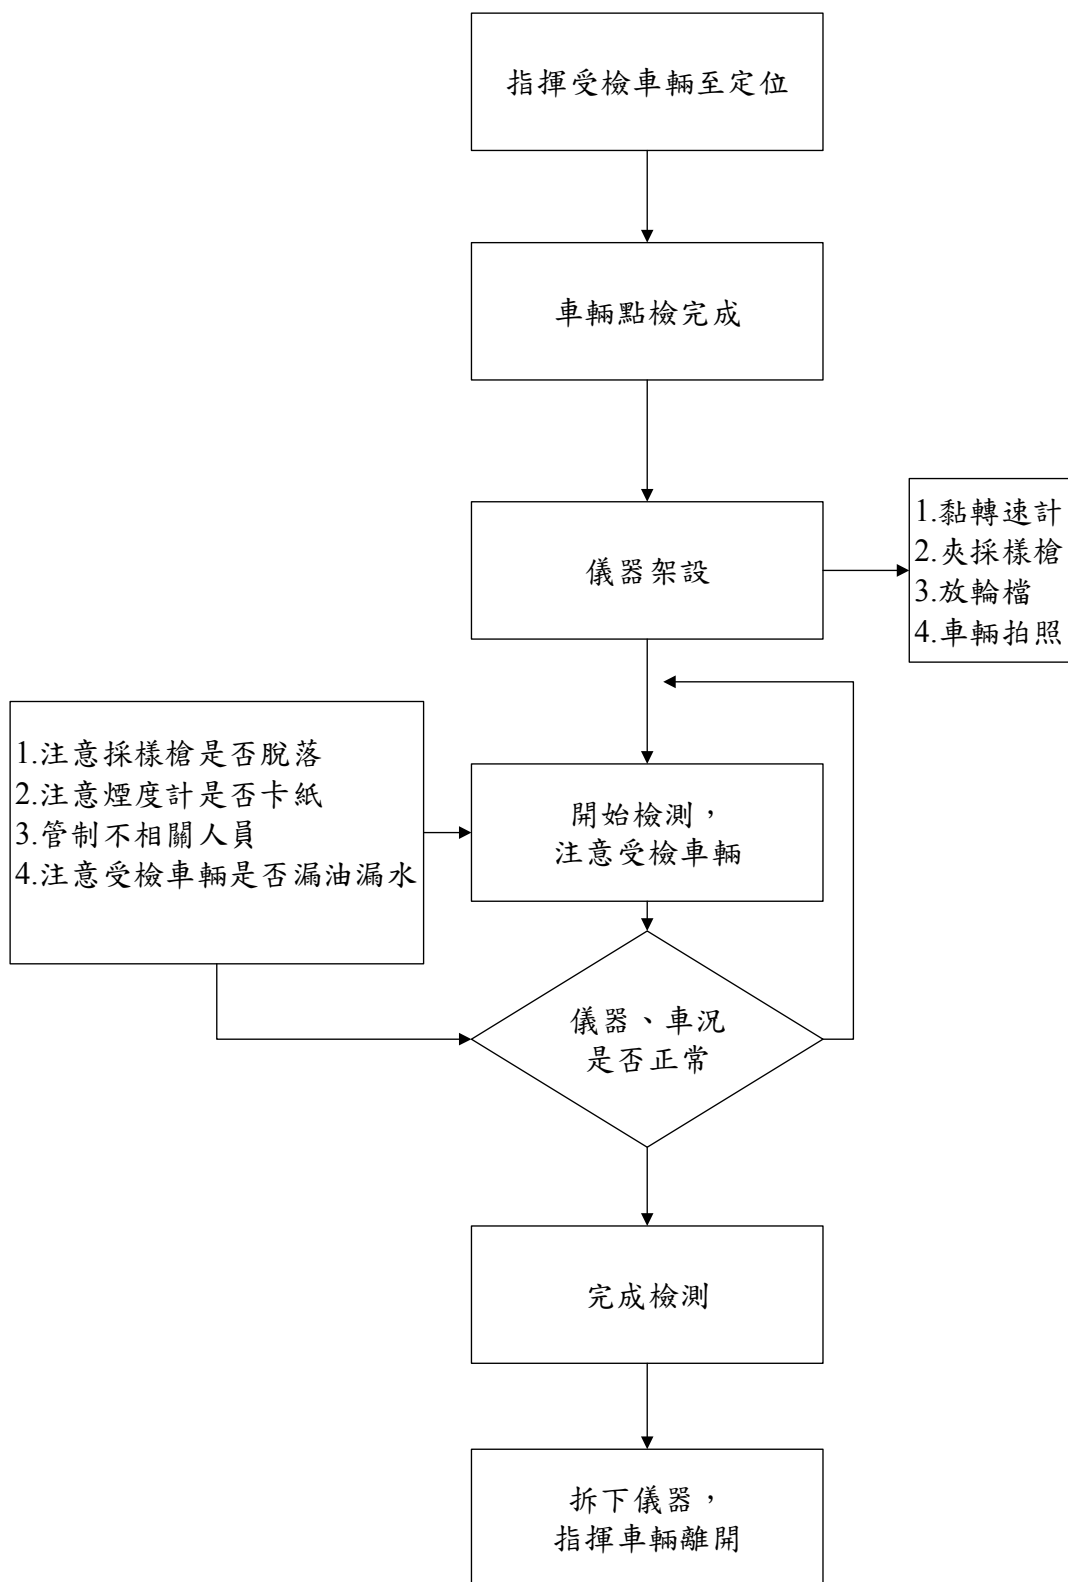 指揮受檢車輛至定位
車輛點檢完成
儀器架設
1.黏轉速計
2.夾採樣槍
3.放輪檔
4.車輛拍照
1.注意採樣槍是否脫落
2.注意煙度計是否卡紙
3.管制不相關人員
4.注意受檢車輛是否漏油漏水
開始檢測，
注意受檢車輛
儀器、車況
是否正常
完成檢測
拆下儀器，
指揮車輛離開